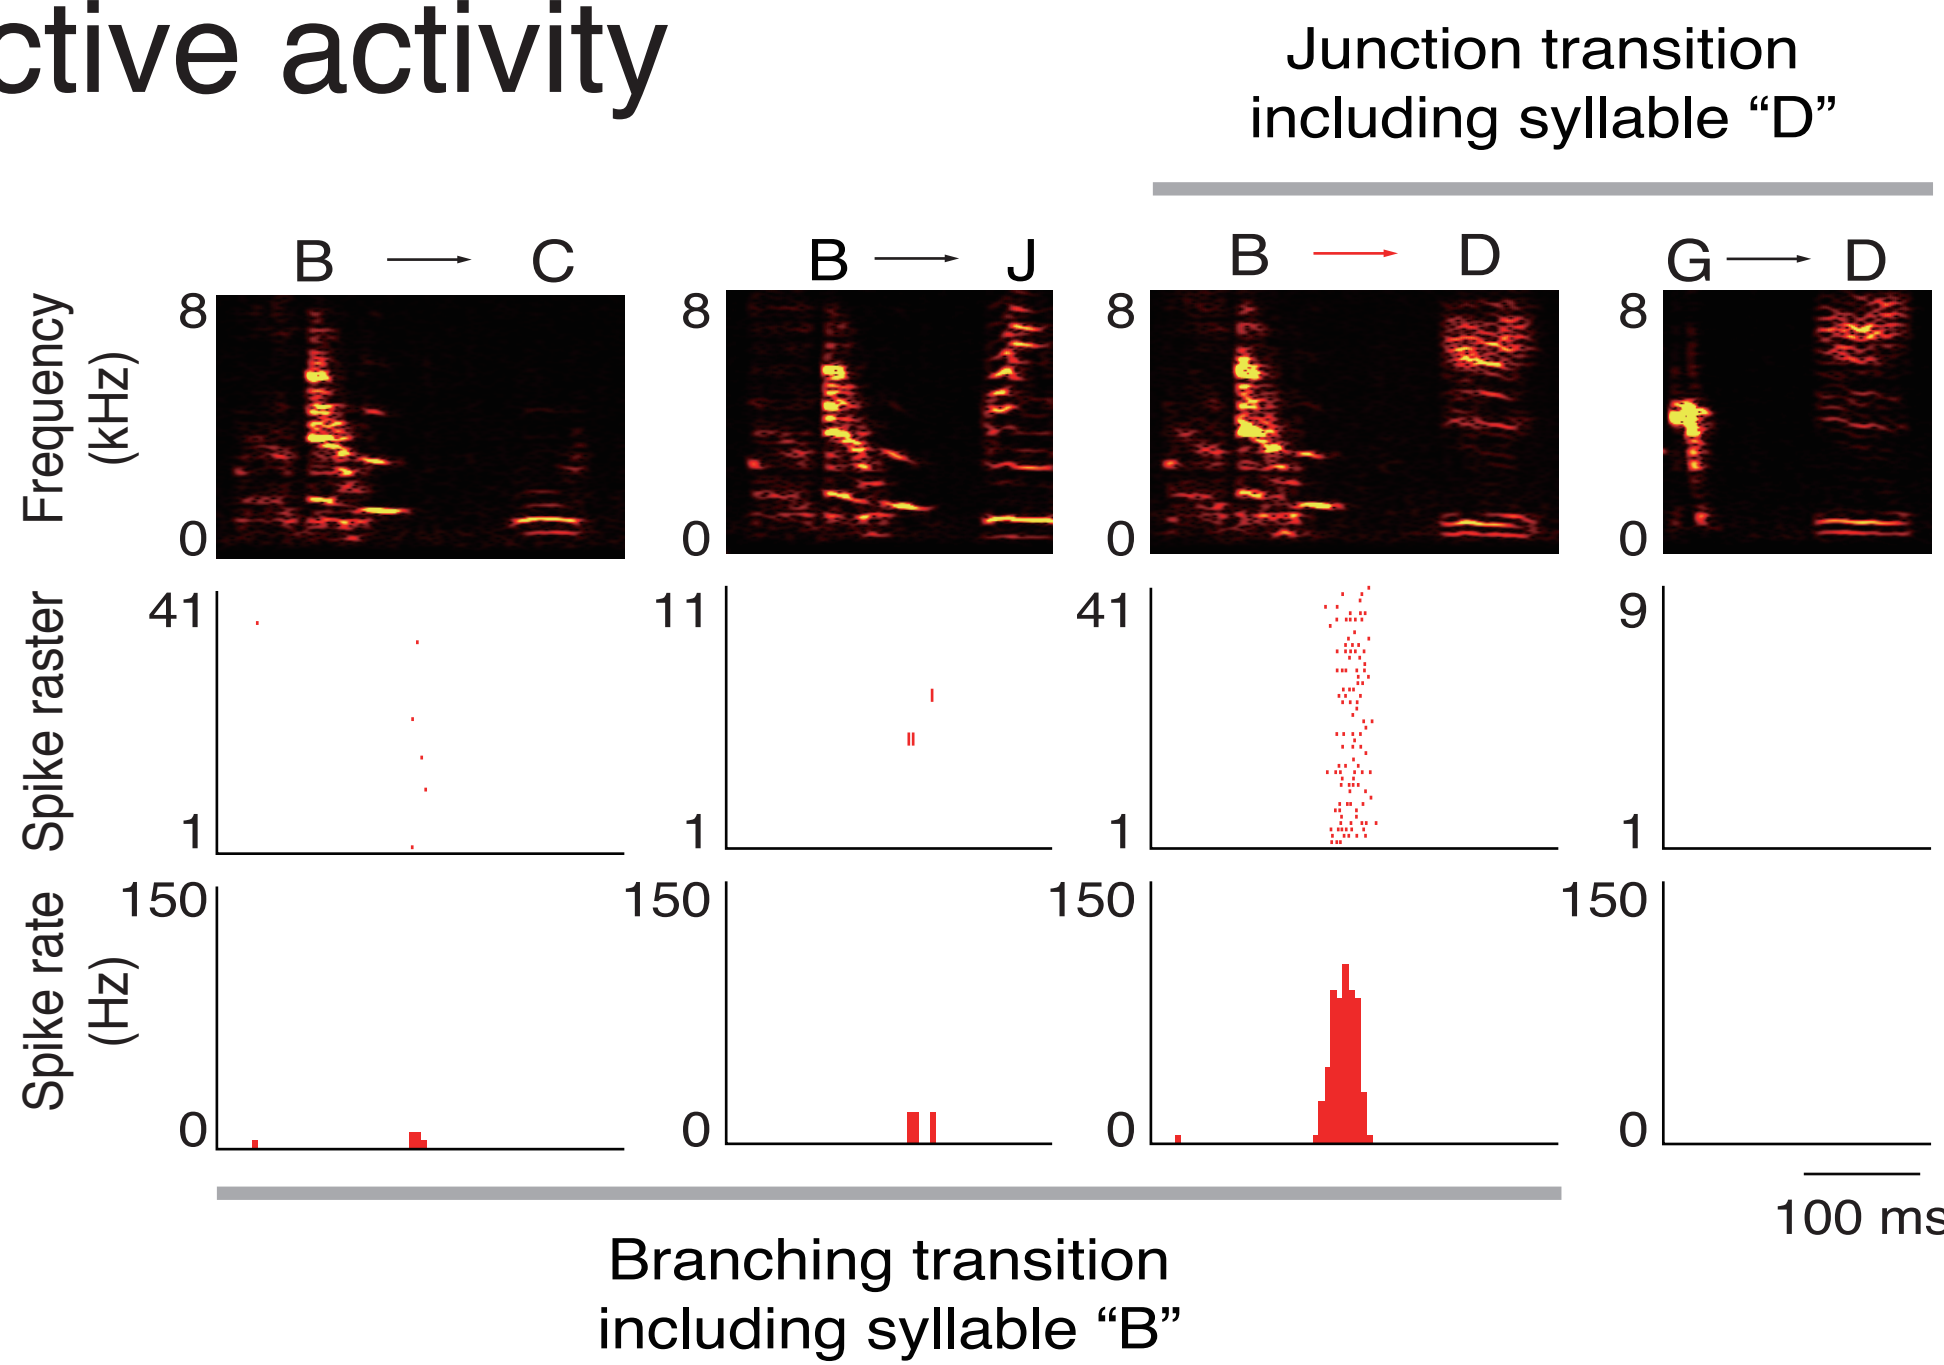 ctive activity
Junction transition
including syllable “D”
B → C
B → J
B → D
G → D
Frequency
(kHz)
8
0
8
0
8
0
8
0
Spike raster
41
1
11
1
41
1
9
1
Spike rate
(Hz)
150
0
150
0
150
0
150
0
100 ms
Branching transition
including syllable “B”